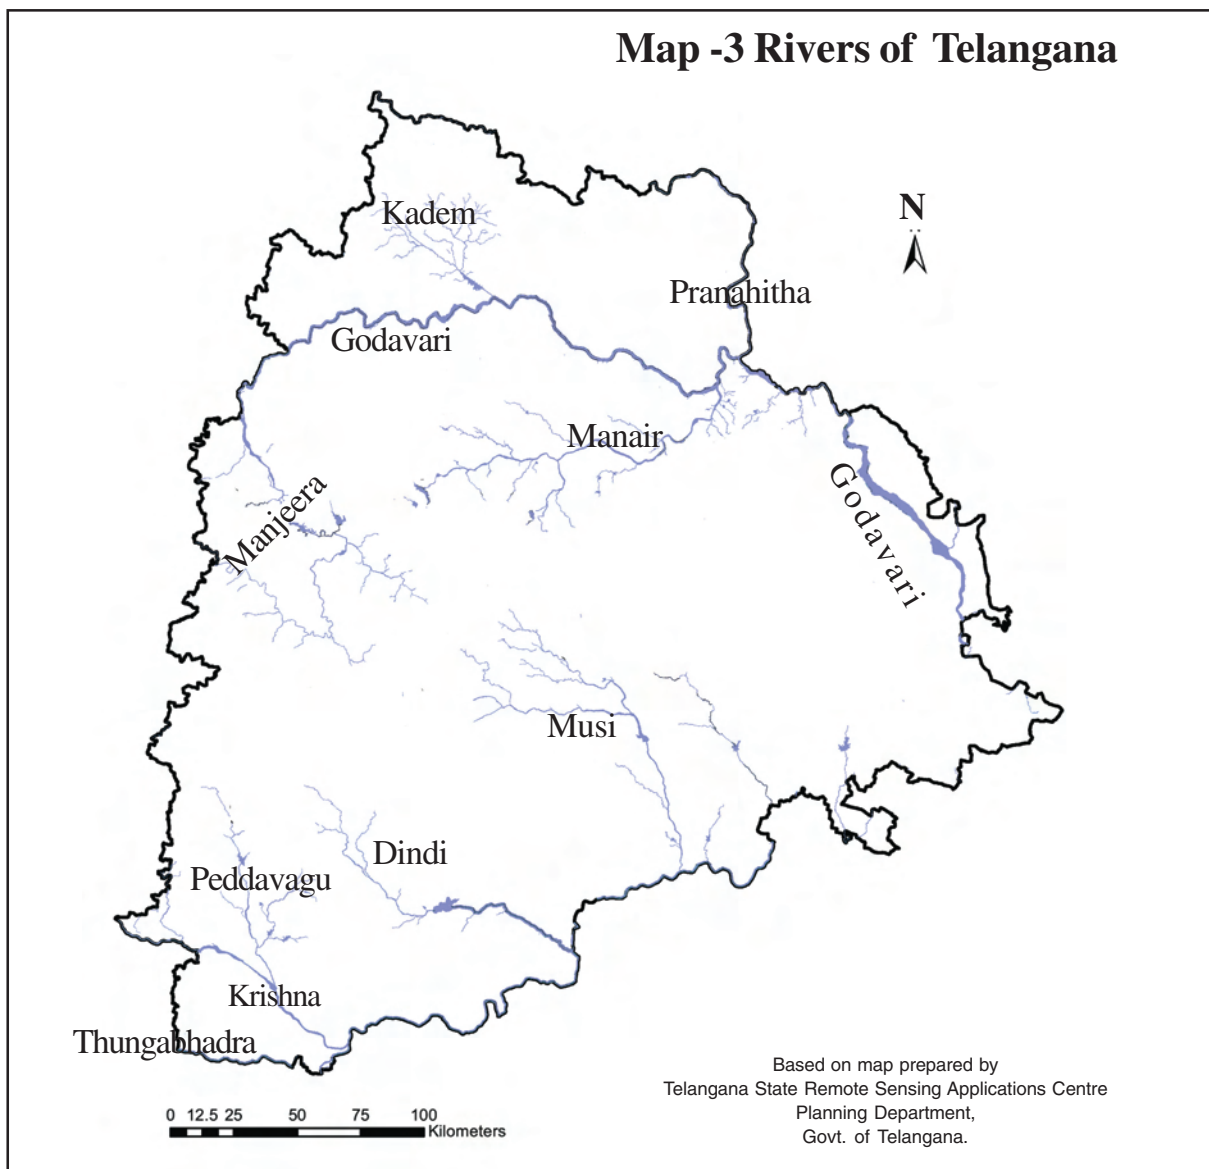 Map -3 Rivers of Telangana
N
Kadem
Pranahitha
Godavari
Manair
Godavari
Manjeera
Musi
Dindi
Peddavagu
Krishna
Thungabhadra
0 12.5 25 50 75 100
Kilometers
Based on map prepared by
Telangana State Remote Sensing Applications Centre
Planning Department,
Govt. of Telangana.